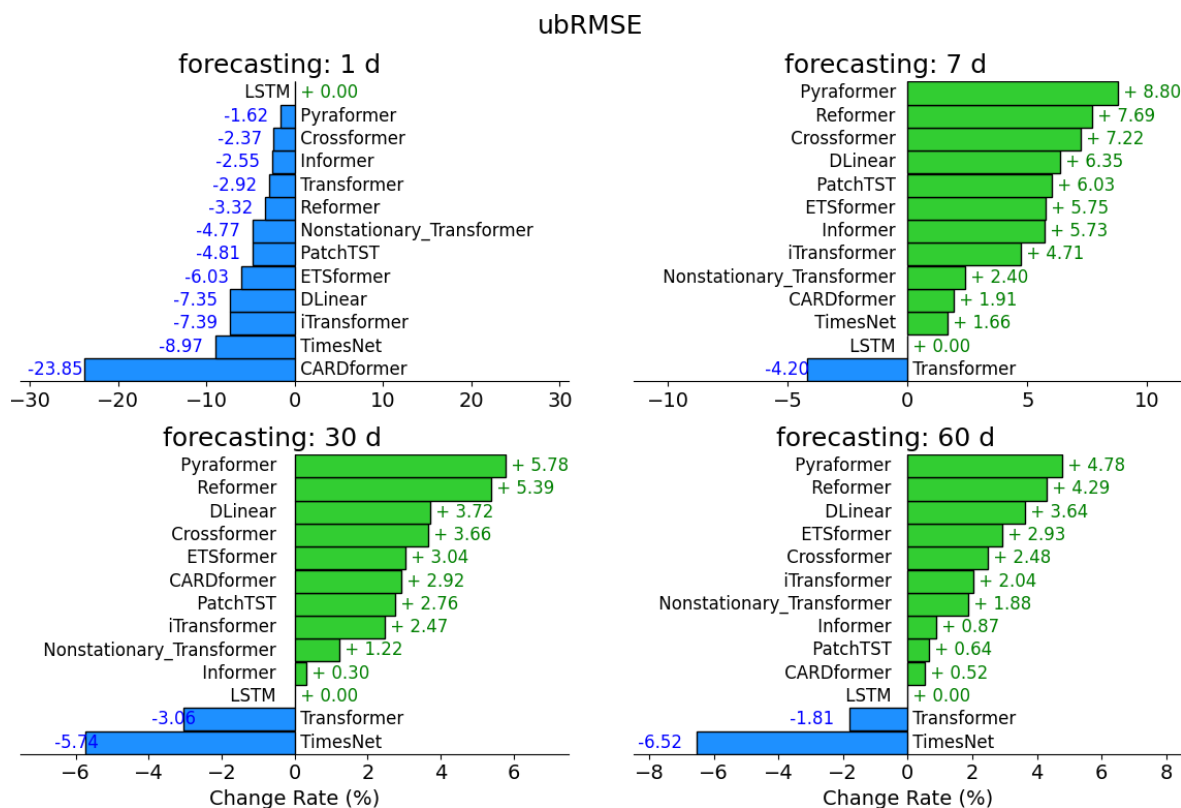 ubRMSE
forecasting: 1 d
LSTM + 0.00
-1.62 Pyraformer
-2.37 Crossformer
-2.55 Informer
-2.92 Transformer
-3.32 Reformer
-4.77 Nonstationary_Transformer
-4.81 PatchTST
-6.03 ETSformer
-7.35 DLinear
-7.39 iTransformer
-8.97 TimesNet
-23.85 CARDformer
−30 −20 −10 0 10 20 30
forecasting: 7 d
Pyraformer + 8.80
Reformer + 7.69
Crossformer + 7.22
DLinear + 6.35
PatchTST + 6.03
ETSformer + 5.75
Informer + 5.73
iTransformer + 4.71
Nonstationary_Transformer + 2.40
CARDformer + 1.91
TimesNet + 1.66
LSTM + 0.00
-4.20 Transformer
−10 −5 0 5 10
forecasting: 30 d
Pyraformer + 5.78
Reformer + 5.39
DLinear + 3.72
Crossformer + 3.66
ETSformer + 3.04
CARDformer + 2.92
PatchTST + 2.76
iTransformer + 2.47
Nonstationary_Transformer + 1.22
Informer + 0.30
LSTM + 0.00
-3.06 Transformer
-5.74 TimesNet
−6 −4 −2 0 2 4 6
Change Rate (%)
forecasting: 60 d
Pyraformer + 4.78
Reformer + 4.29
DLinear + 3.64
ETSformer + 2.93
Crossformer + 2.48
iTransformer + 2.04
Nonstationary_Transformer + 1.88
Informer + 0.87
PatchTST + 0.64
CARDformer + 0.52
LSTM + 0.00
-1.81 Transformer
-6.52 TimesNet
−8 −6 −4 −2 0 2 4 6 8
Change Rate (%)